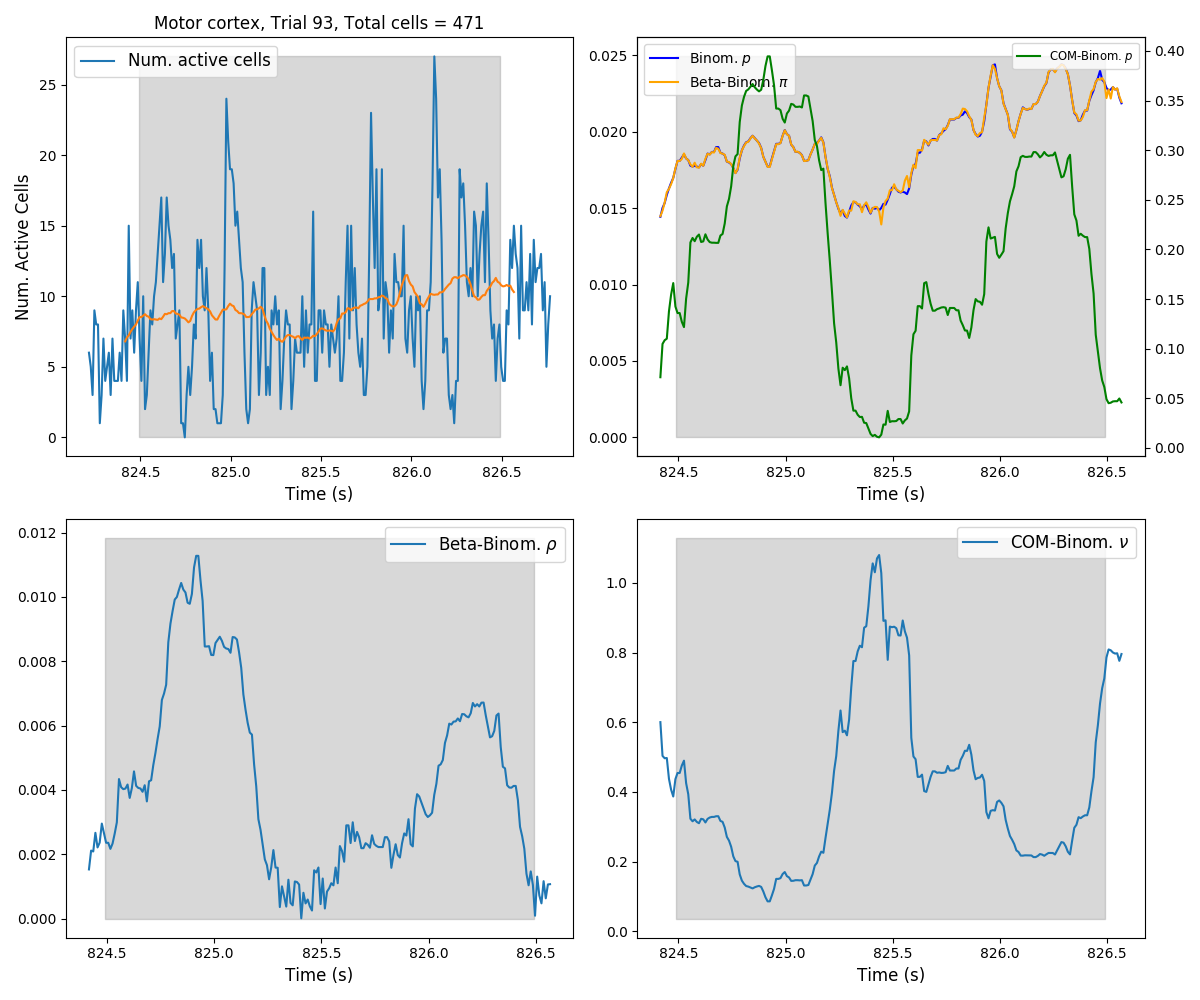 Motor cortex, Trial 93, Total cells = 471
Num. active cells
Num. Active Cells
25
20
15
10
5
0
824.5 825.0 825.5 826.0 826.5
Time (s)
Binom. p
Beta-Binom. π
COM-Binom. p
0.025
0.020
0.015
0.010
0.005
0.000
0.40
0.35
0.30
0.25
0.20
0.15
0.10
0.05
0.00
824.5 825.0 825.5 826.0 826.5
Time (s)
Beta-Binom. ρ
0.012
0.010
0.008
0.006
0.004
0.002
0.000
824.5 825.0 825.5 826.0 826.5
Time (s)
COM-Binom. ν
1.0
0.8
0.6
0.4
0.2
0.0
824.5 825.0 825.5 826.0 826.5
Time (s)